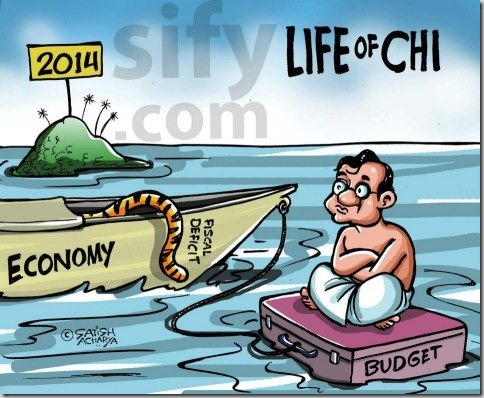 2014
sify
.com
LIFE OF CHI
ECONOMY
FISCAL
DEFICIT
© SATISH
ACHARYA
BUDGET